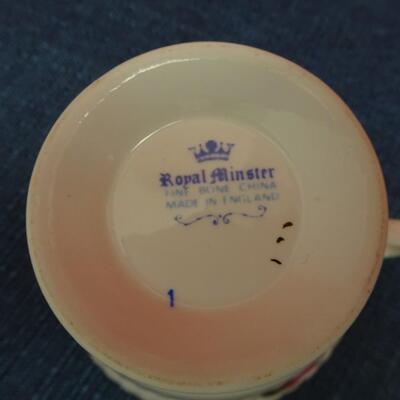 Royal Minster
FINE BONE CHINA
MADE IN ENGLAND
1